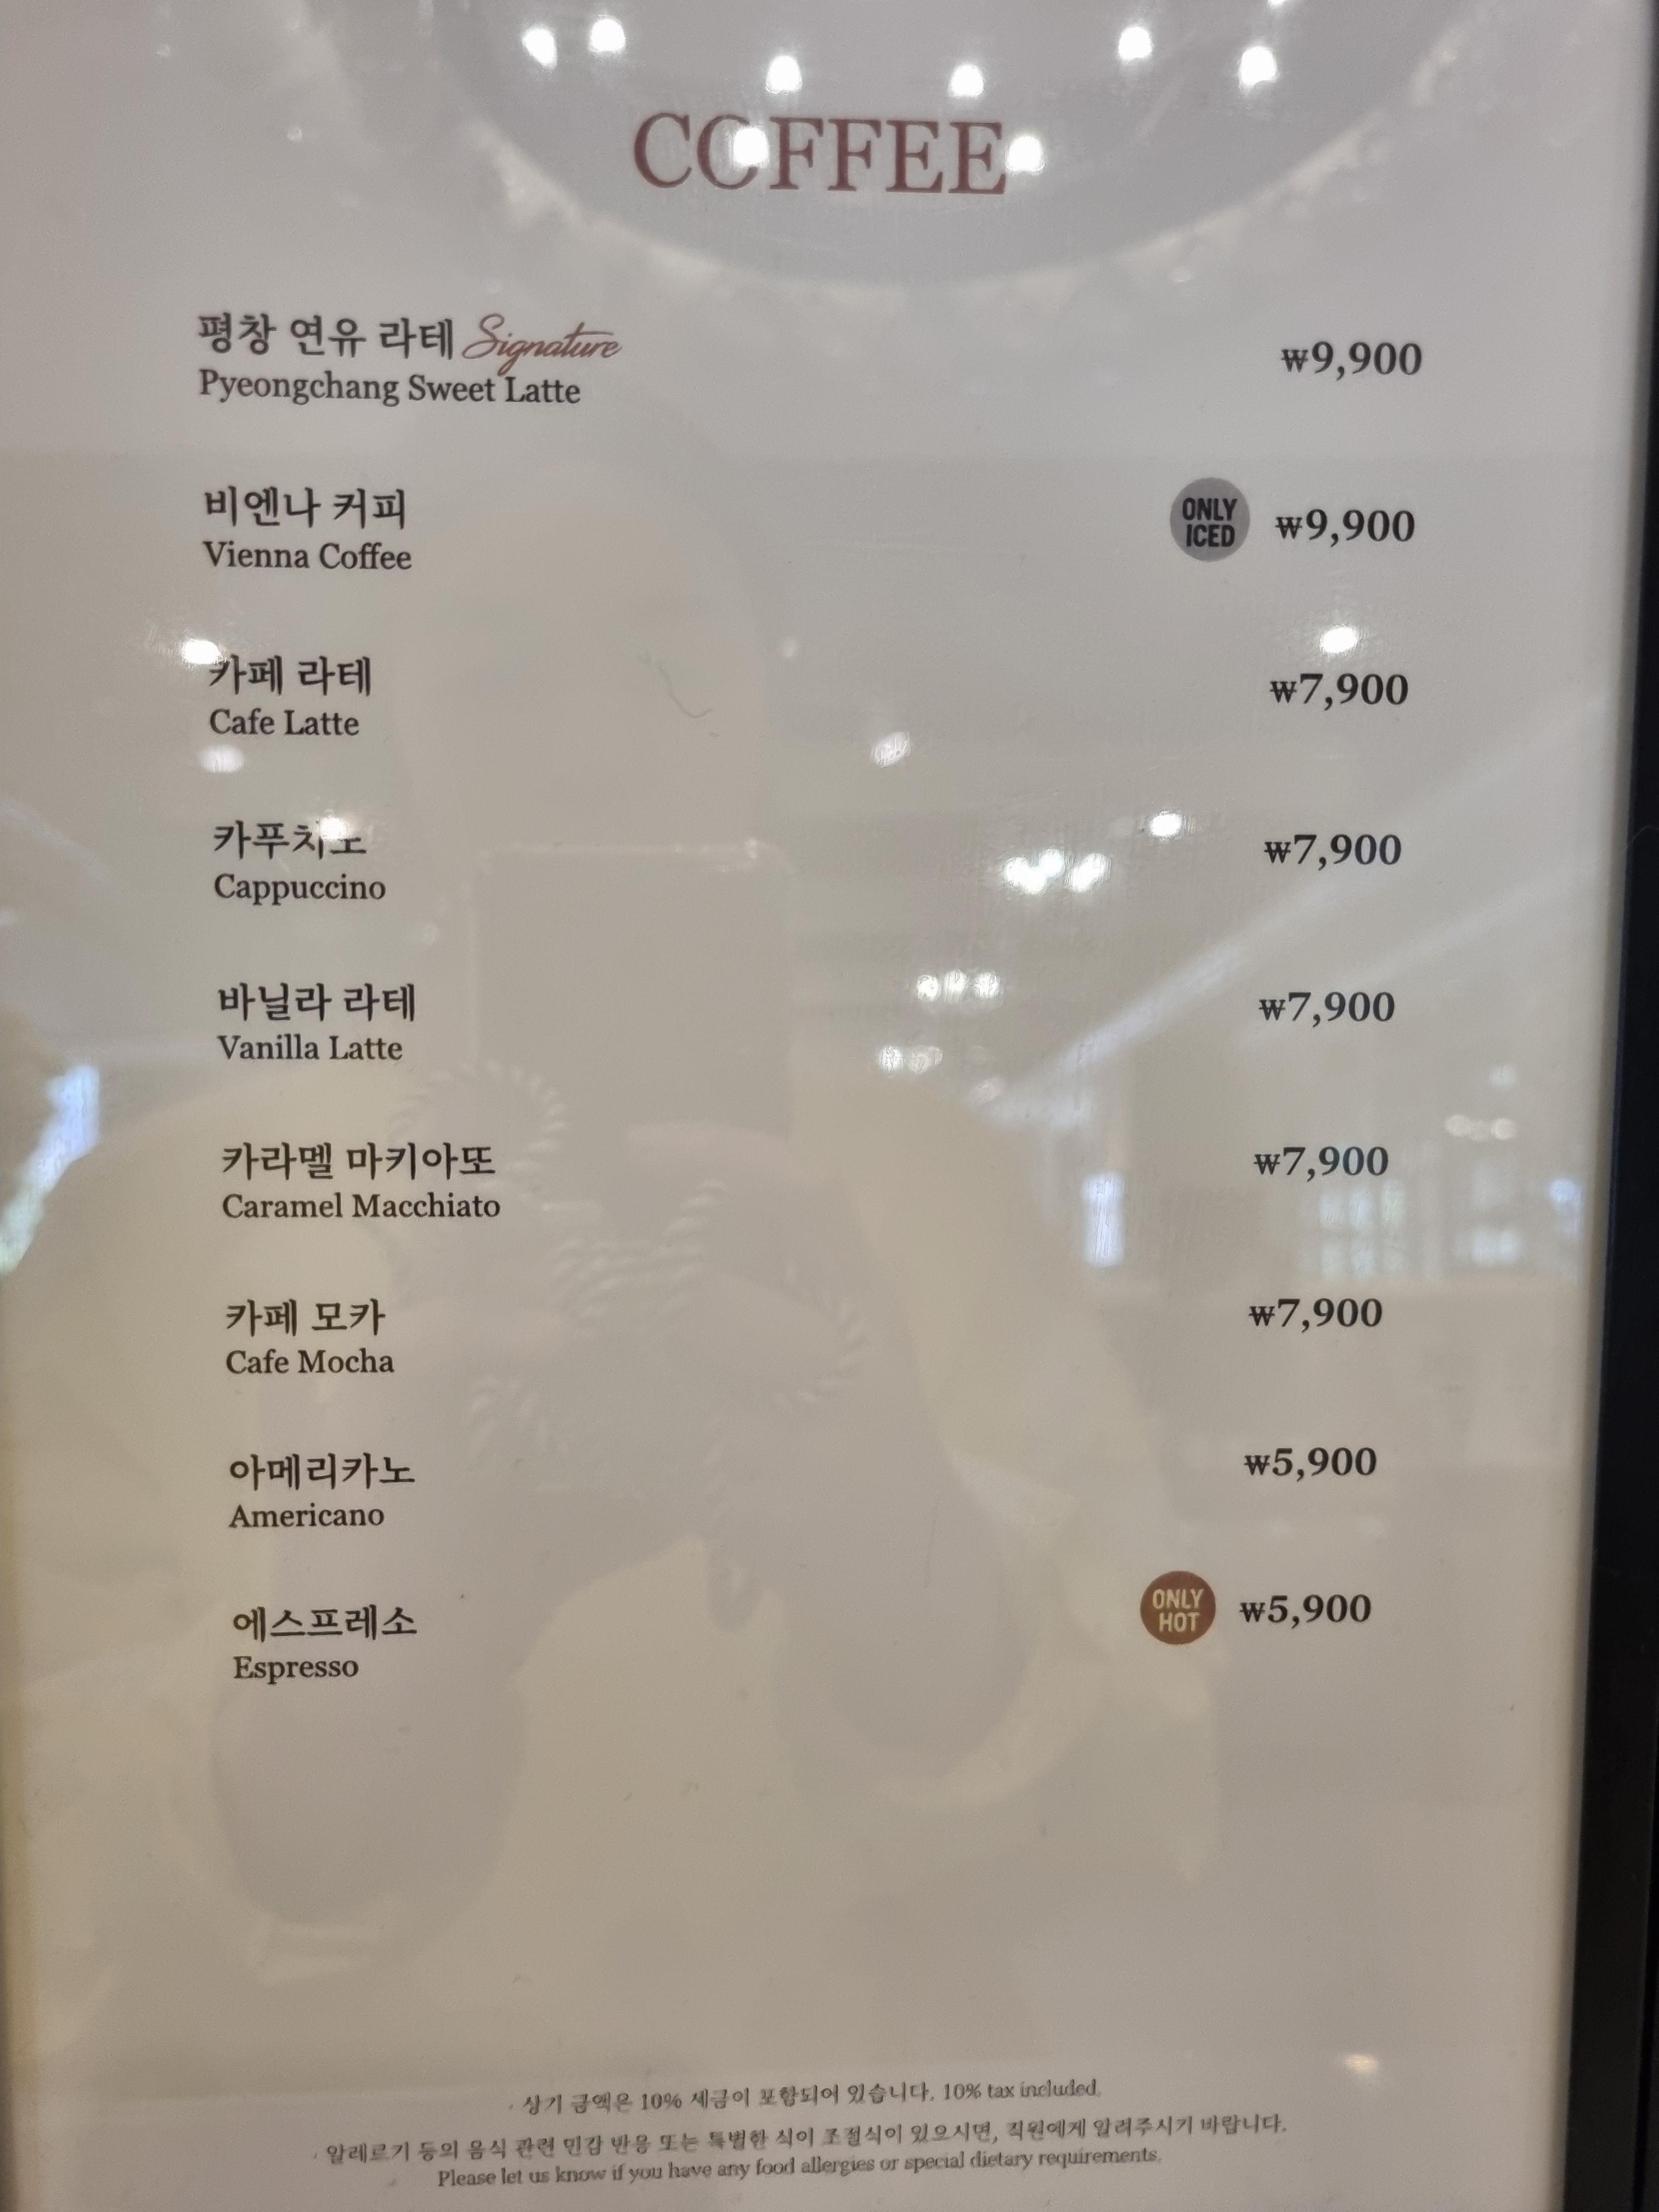 COFFEE
평창 연유 라테 Signature
Pyeongchang Sweet Latte
₩9,900
비엔나 커피
Vienna Coffee
ONLY
ICED
₩9,900
카페 라테
Cafe Latte
₩7,900
카푸치노
Cappuccino
₩7,900
바닐라 라테
Vanilla Latte
₩7,900
카라멜 마키아또
Caramel Macchiato
₩7,900
카페 모카
Cafe Mocha
₩7,900
아메리카노
Americano
₩5,900
에스프레소
Espresso
ONLY
HOT
₩5,900
· 상기 금액은 10% 세금이 포함되어 있습니다. 10% tax included.
· 알레르기 등의 음식 관련 민감 반응 또는 특별한 식이 조절식이 있으시면, 직원에게 알려주시기 바랍니다.
Please let us know if you have any food allergies or special dietary requirements.